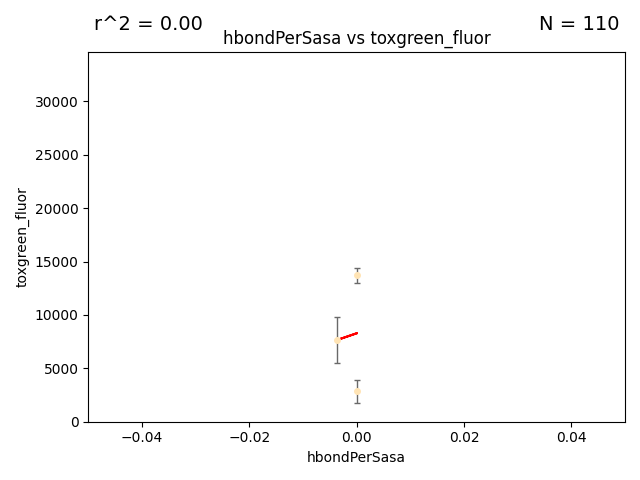 r^2 = 0.00
N = 110
hbondPerSasa vs toxgreen_fluor
30000
25000
20000
15000
10000
5000
0
toxgreen_fluor
−0.04
−0.02
0.00
0.02
0.04
hbondPerSasa